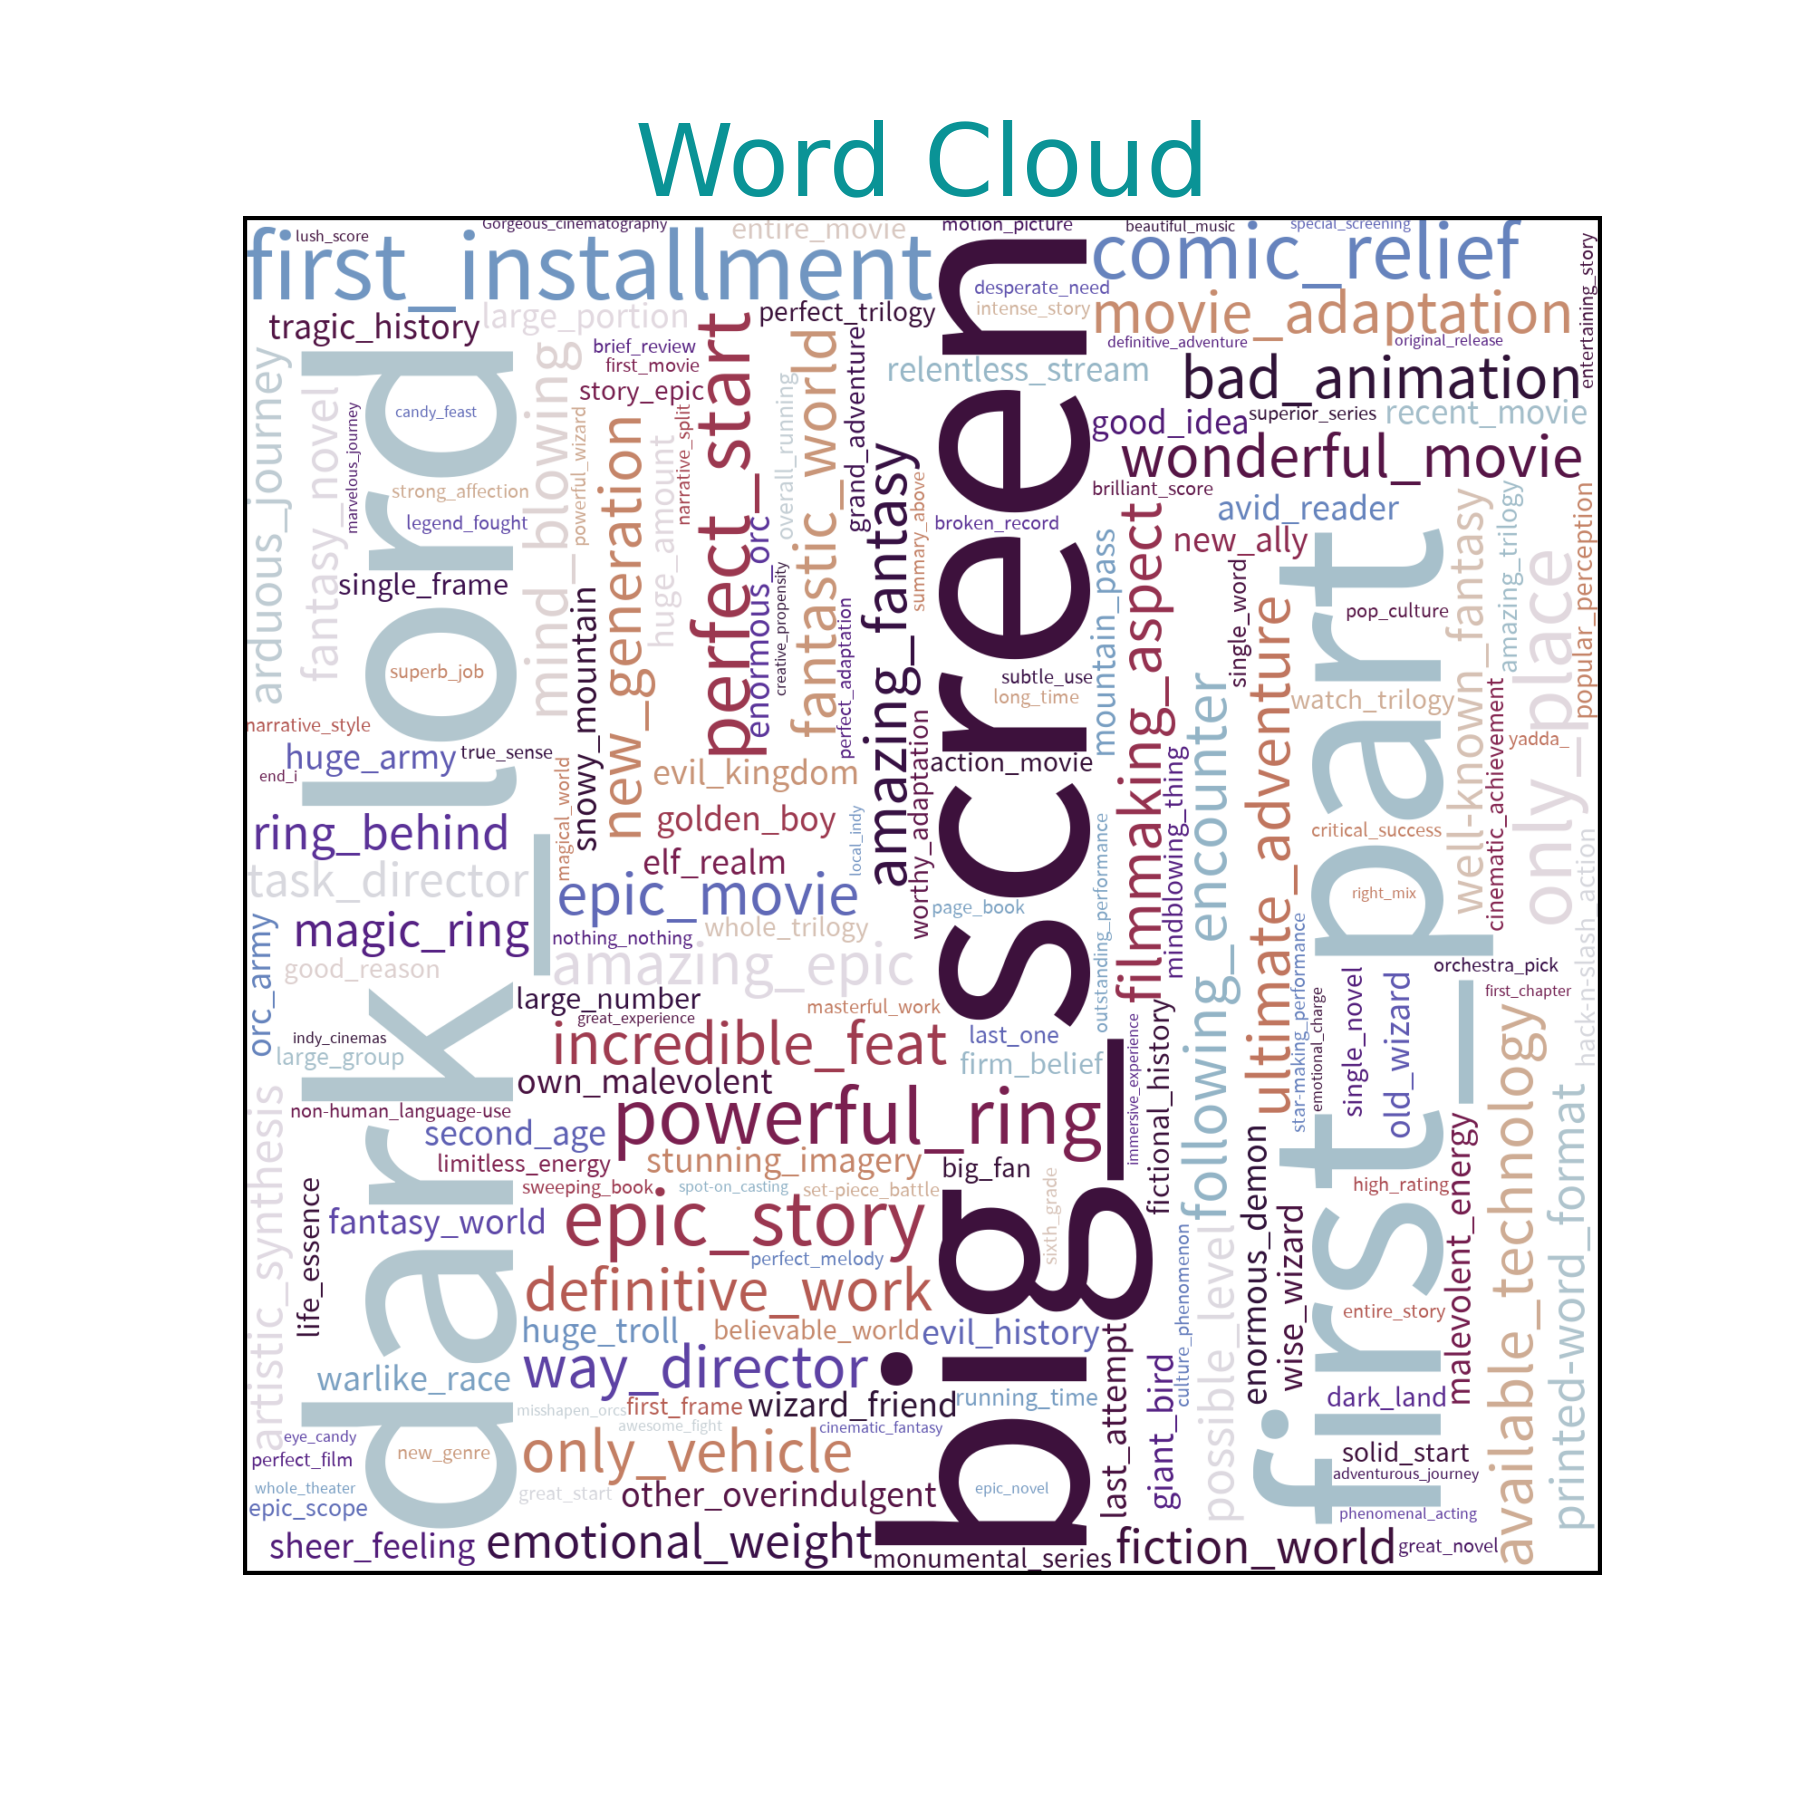 Word Cloud
lush_score
Gorgeous_cinematography
entire_movie
motion_picture
beautiful_music
special_screening
first_installment
comic_relief
entertaining_story
desperate_need
intense_story
movie_adaptation
tragic_history
large_portion
perfect_trilogy
definitive_adventure
original_release
brief_review
first_movie
story_epic
relentless_stream
bad_animation
superior_series
recent_movie
good_idea
wonderful_movie
arduous_journey
fantasy_novel
marvelous_journey
candy_feast
dark_lord
strong_affection
legend_fought
mind_blowing
powerful_wizard
new_generation
huge_amount
narrative_split
perfect_start
enormous_orc
overall_running
creative_propensity
fantastic_world
grand_adventure
perfect_adaptation
amazing_fantasy
summary_above
big_screen
broken_record
brilliant_score
avid_reader
new_ally
mountain_pass
filmmaking_aspect
single_word
pop_culture
well-known_fantasy
amazing_trilogy
only_place
popular_perception
single_frame
snowy_mountain
superb_job
subtle_use
long_time
watch_trilogy
ultimate_adventure
following_encounter
first_part
narrative_style
huge_army
true_sense
end_i
magical_world
evil_kingdom
action_movie
yadda_
cinematic_achievement
ring_behind
golden_boy
local_indy
worthy_adaptation
mindblowing_thing
critical_success
elf_realm
task_director
epic_movie
page_book
outstanding_performance
right_mix
hack-n-slash_action
magic_ring
nothing_nothing
whole_trilogy
orc_army
good_reason
amazing_epic
orchestra_pick
first_chapter
large_number
great_experience
masterful_work
star-making_performance
emotional_charge
single_novel
old_wizard
indy_cinemas
large_group
incredible_feat
last_one
firm_belief
immersive_experience
fictional_history
own_malevolent
non-human_language-use
powerful_ring
second_age
limitless_energy
stunning_imagery
big_fan
sixth_grade
sweeping_book
spot-on_casting
set-piece_battle
high_rating
malevolent_energy
available_technology
printed-word_format
artistic_synthesis
life_essence
fantasy_world
epic_story
perfect_melody
culture_phenomenon
possible_level
enormous_demon
wise_wizard
definitive_work
entire_story
huge_troll
believable_world
evil_history
warlike_race
way_director
last_attempt
giant_bird
running_time
dark_land
misshapen_orcs
first_frame
wizard_friend
awesome_fight
cinematic_fantasy
eye_candy
perfect_film
new_genre
only_vehicle
solid_start
adventurous_journey
whole_theater
epic_scope
great_start
other_overindulgent
epic_novel
phenomenal_acting
sheer_feeling
emotional_weight
monumental_series
fiction_world
great_novel